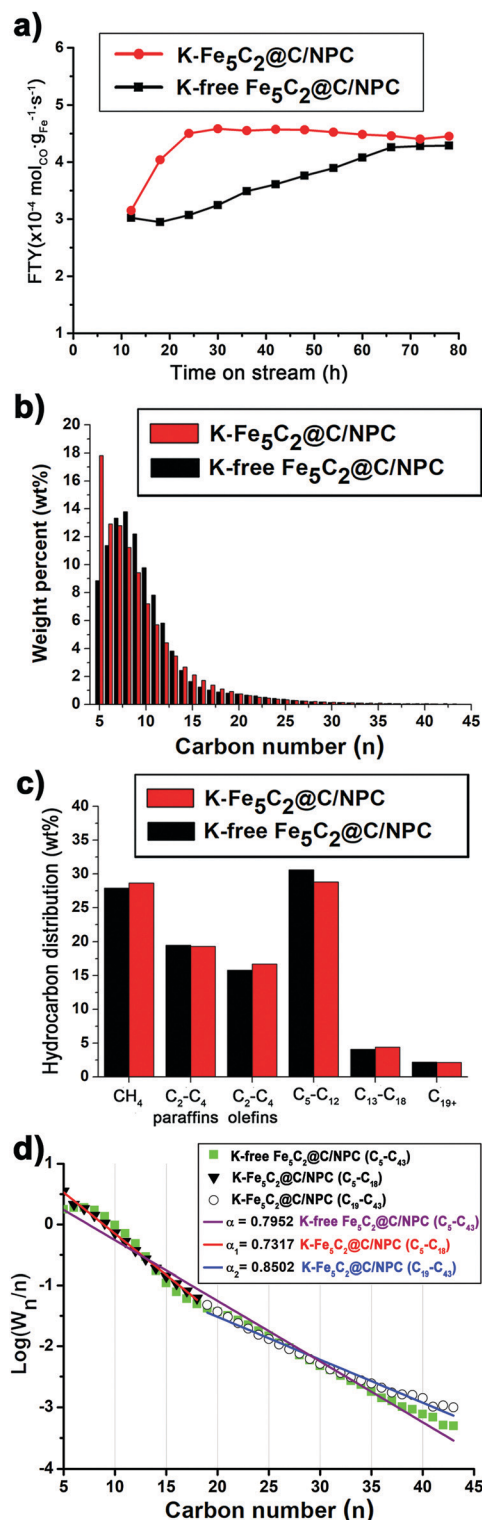 a)
K-Fe5C2@C/NPC
K-free Fe5C2@C/NPC
FTY(x10-4 molCO·gFe-1·s-1)
6
5
4
3
2
1
0 10 20 30 40 50 60 70 80
Time on stream (h)
b)
K-Fe5C2@C/NPC
K-free Fe5C2@C/NPC
Weight percent (wt%)
20
18
16
14
12
10
8
6
4
2
0
5 10 15 20 25 30 35 40 45
Carbon number (n)
c)
K-Fe5C2@C/NPC
K-free Fe5C2@C/NPC
Hydrocarbon distribution (wt%)
40
35
30
25
20
15
10
5
0
CH4 C2-C4 C2-C4 C5-C12 C13-C18 C19+
paraffins olefins
d)
K-free Fe5C2@C/NPC (C5-C43)
K-Fe5C2@C/NPC (C5-C18)
K-Fe5C2@C/NPC (C19-C43)
α = 0.7952 K-free Fe5C2@C/NPC (C5-C43)
α1= 0.7317 K-Fe5C2@C/NPC (C5-C18)
α2= 0.8502 K-Fe5C2@C/NPC (C19-C43)
Log(Wn/n)
1
0
-1
-2
-3
-4
5 10 15 20 25 30 35 40 45
Carbon number (n)